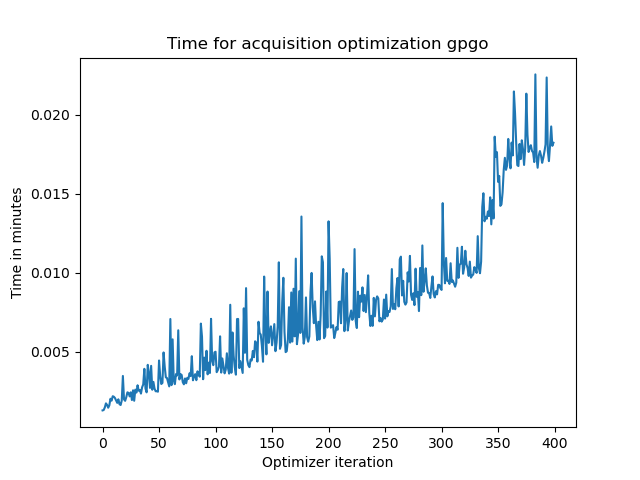 Time for acquisition optimization gpgo
0.020
0.015
0.010
0.005
Time in minutes
0 50 100 150 200 250 300 350 400
Optimizer iteration